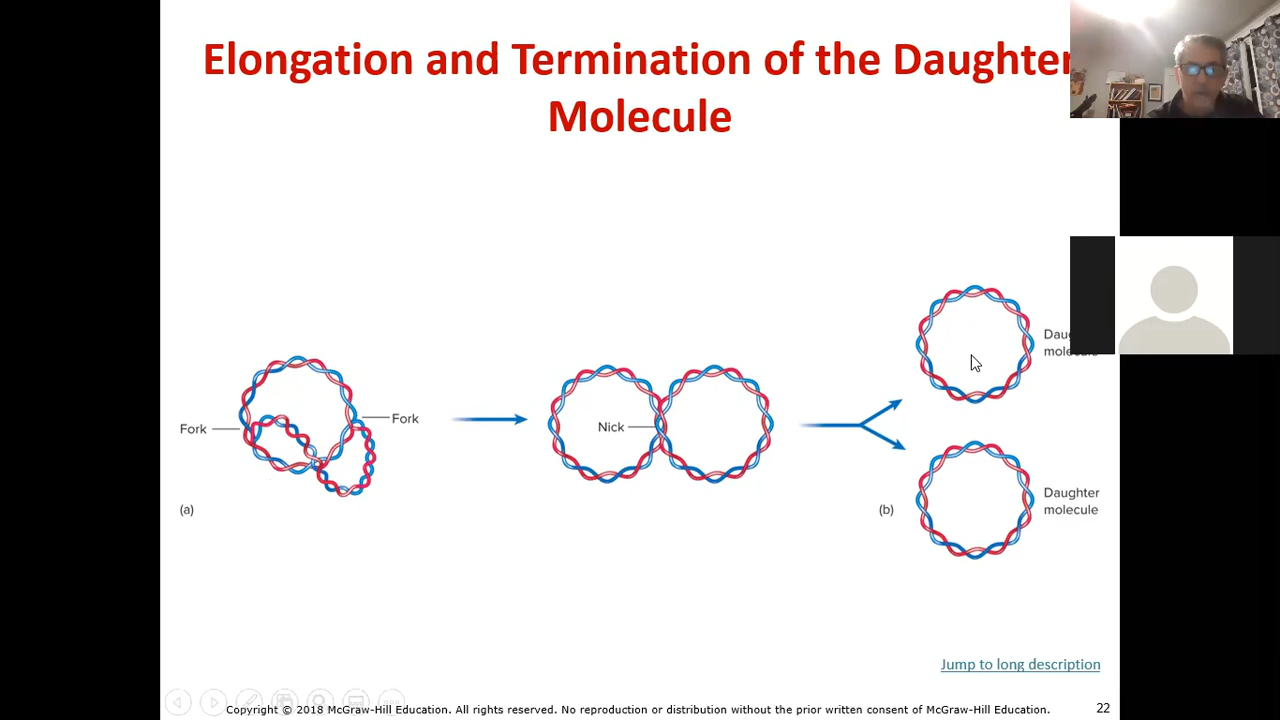 Elongation and Termination of the Daughter
Molecule
Fork
Fork
(a)
Nick
(b)
Daughter
molecule
Daughter
molecule
Jump to long description
Copyright © 2018 McGraw-Hill Education. All rights reserved. No reproduction or distribution without the prior written consent of McGraw-Hill Education.
22